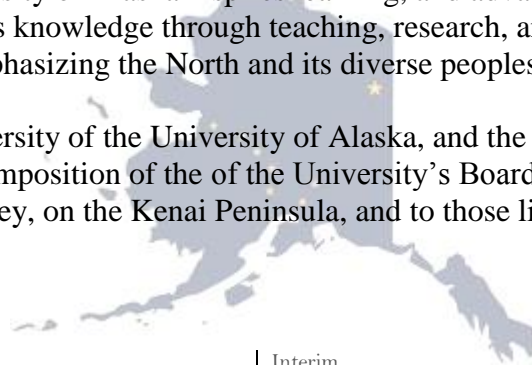 s knowledge through teaching, research, a
phasizing the North and its diverse peoples
ersity of the University of Alaska, and the
mposition of the of the University's Board
ey, on the Kenai Peninsula, and to those li
Interim